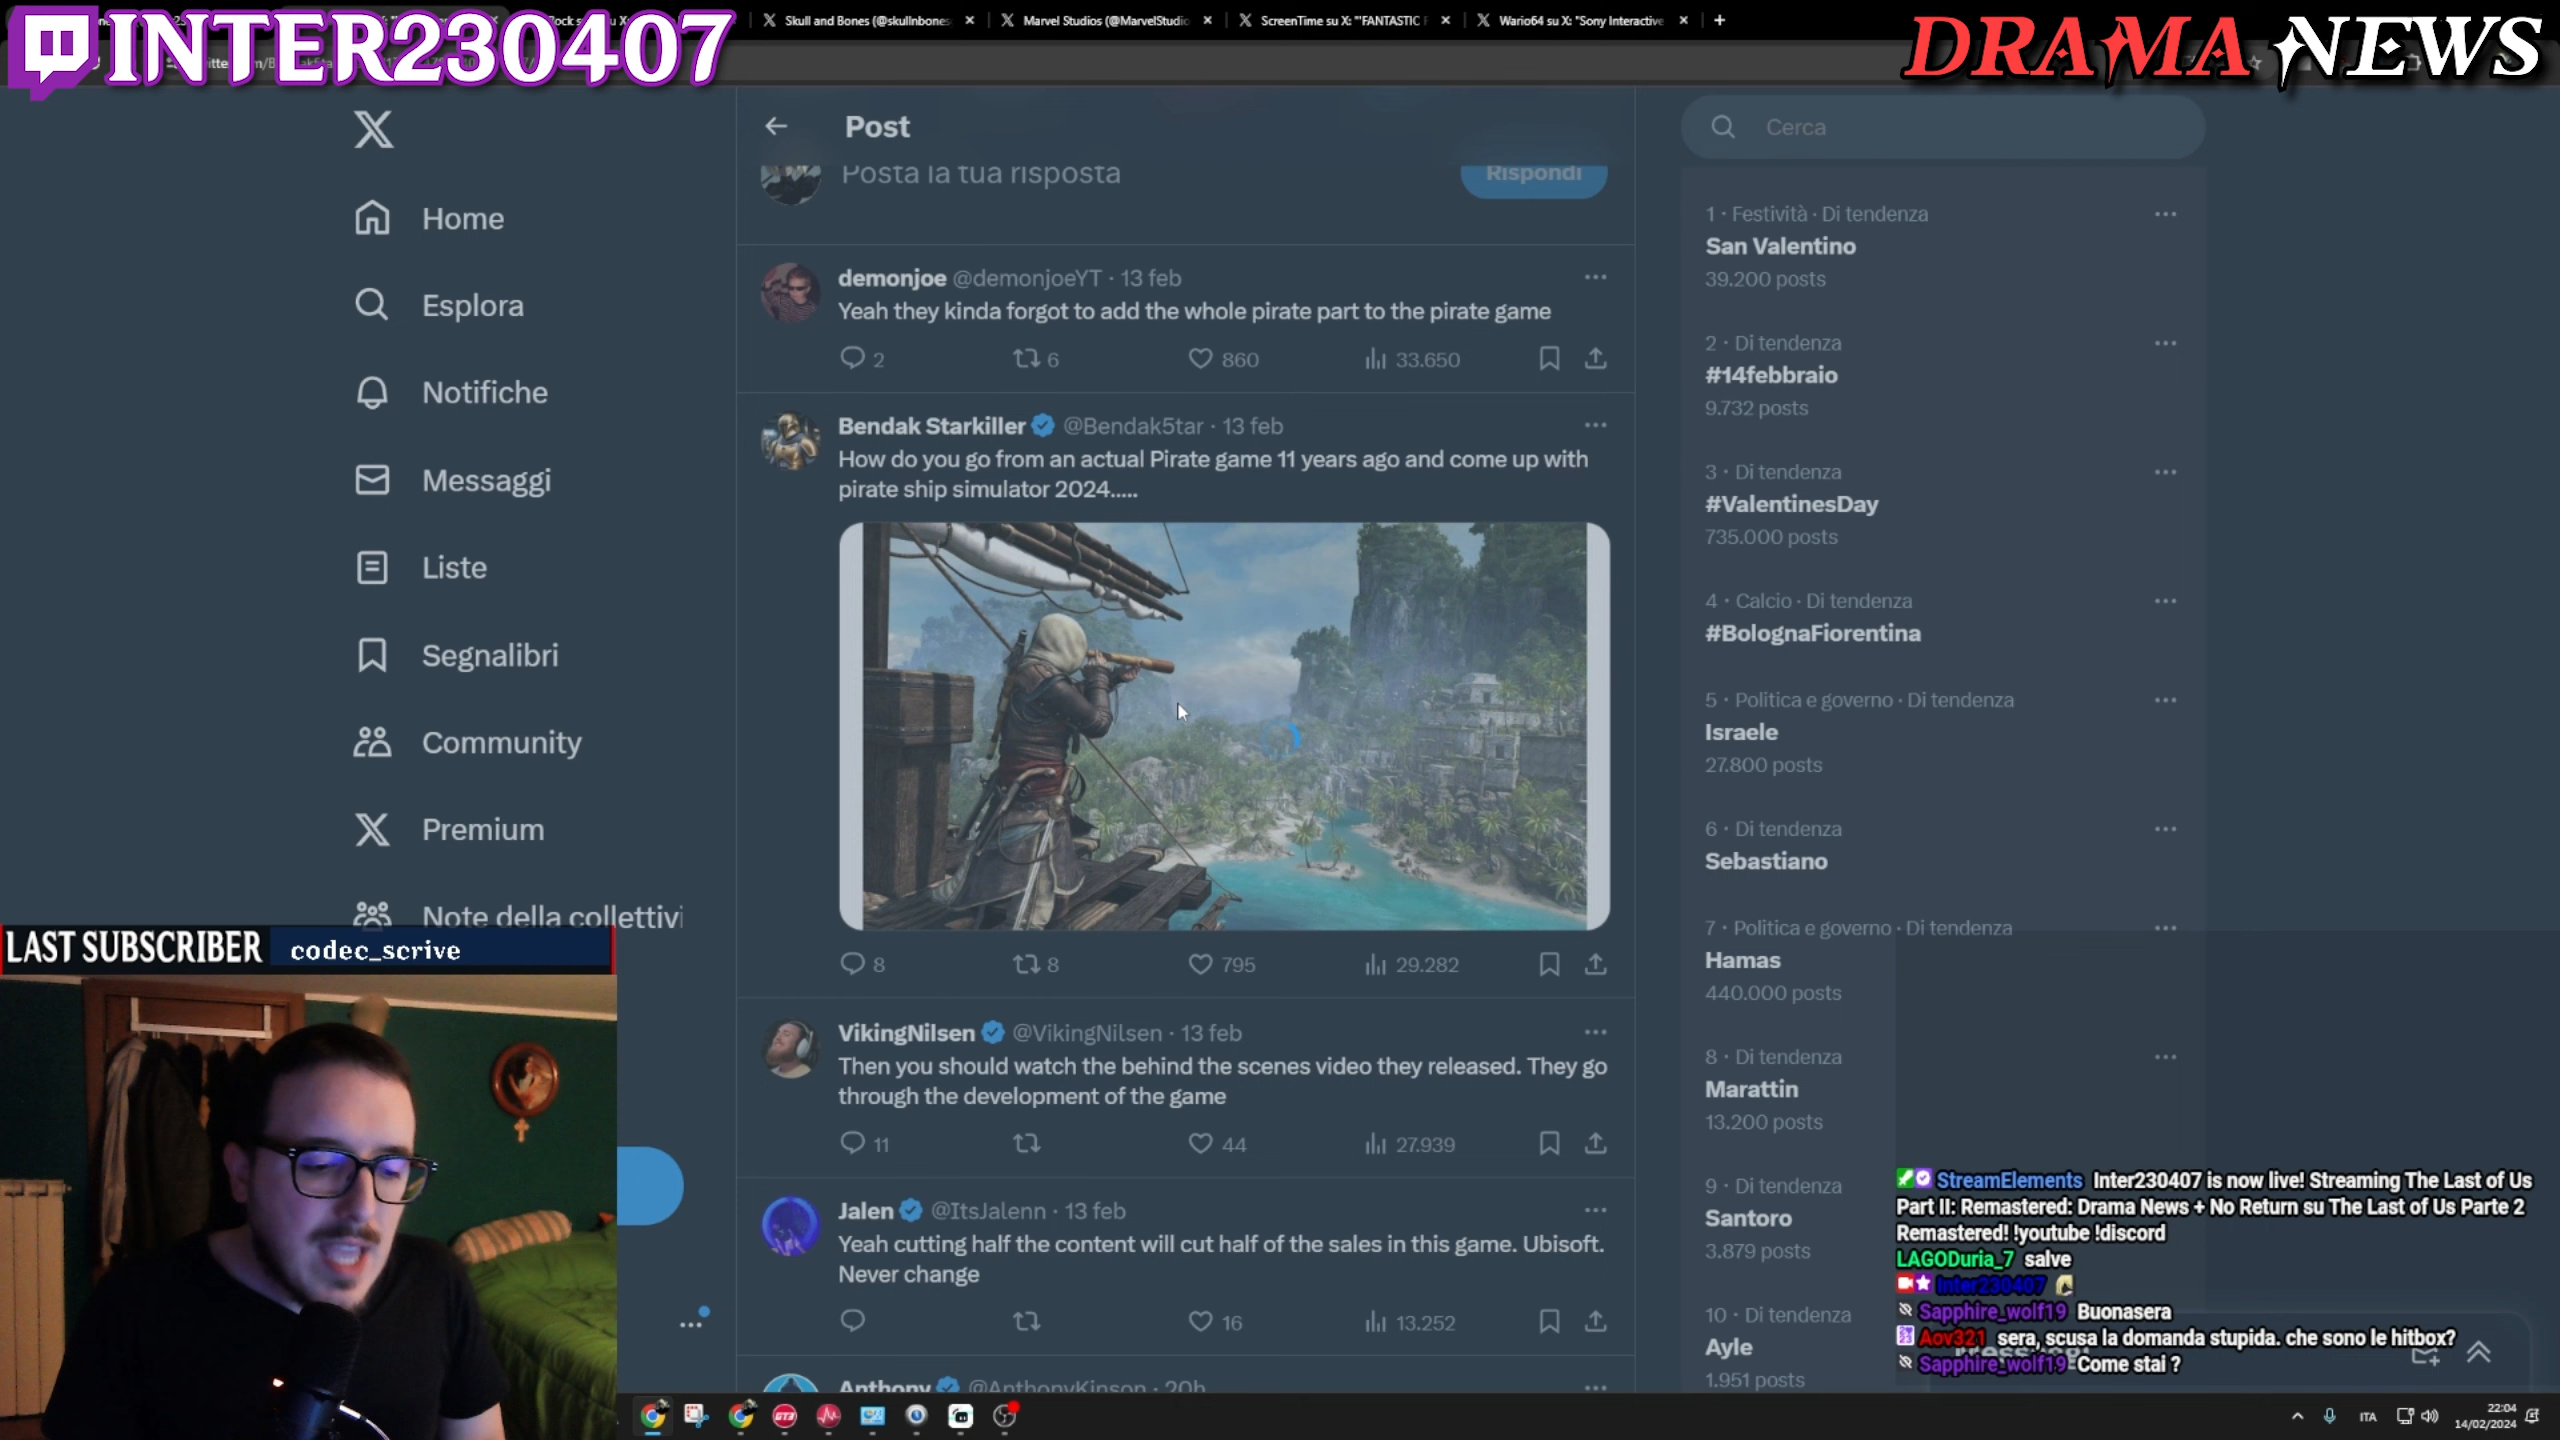 INTER230407
DRAMA NEWS
Skull and Bones (@skullnbones
Marvel Studios (@MarvelStudio
ScreenTime su X: "'FANTASTIC F
Wario64 su X: "Sony Interactive
Home
Esplora
Notifiche
Messaggi
Liste
Segnalibri
Community
Premium
Note della collettivi
Post
Posta la tua risposta
Rispondi
demonjoe @demonjoeYT · 13 feb
Yeah they kinda forgot to add the whole pirate part to the pirate game
2 6 860 33.650
Bendak Starkiller @Bendak5tar · 13 feb
How do you go from an actual Pirate game 11 years ago and come up with
pirate ship simulator 2024.....
8 8 795 29.282
VikingNilsen @VikingNilsen · 13 feb
Then you should watch the behind the scenes video they released. They go
through the development of the game
11 44 27.939
Jalen @ItsJalenn · 13 feb
Yeah cutting half the content will cut half of the sales in this game. Ubisoft.
Never change
16 13.252
Anthony @AnthonyKinson · 20h
Cerca
1 · Festività · Di tendenza
San Valentino
39.200 posts
2 · Di tendenza
#14febbraio
9.732 posts
3 · Di tendenza
#ValentinesDay
735.000 posts
4 · Calcio · Di tendenza
#BolognaFiorentina
5 · Politica e governo · Di tendenza
Israele
27.800 posts
6 · Di tendenza
Sebastiano
7 · Politica e governo · Di tendenza
Hamas
440.000 posts
8 · Di tendenza
Marattin
13.200 posts
9 · Di tendenza
Santoro
3.879 posts
10 · Di tendenza
Ayle
1.951 posts
LAST SUBSCRIBER codec_scrive
StreamElements Inter230407 is now live! Streaming The Last of Us
Part II: Remastered: Drama News + No Return su The Last of Us Parte 2
Remastered! !youtube !discord
LAGODuria_7 salve
Inter230407
Sapphire_wolf19 Buonasera
Aov321 sera, scusa la domanda stupida. che sono le hitbox?
Sapphire_wolf19 Come stai ?
ITA
22:04
14/02/2024